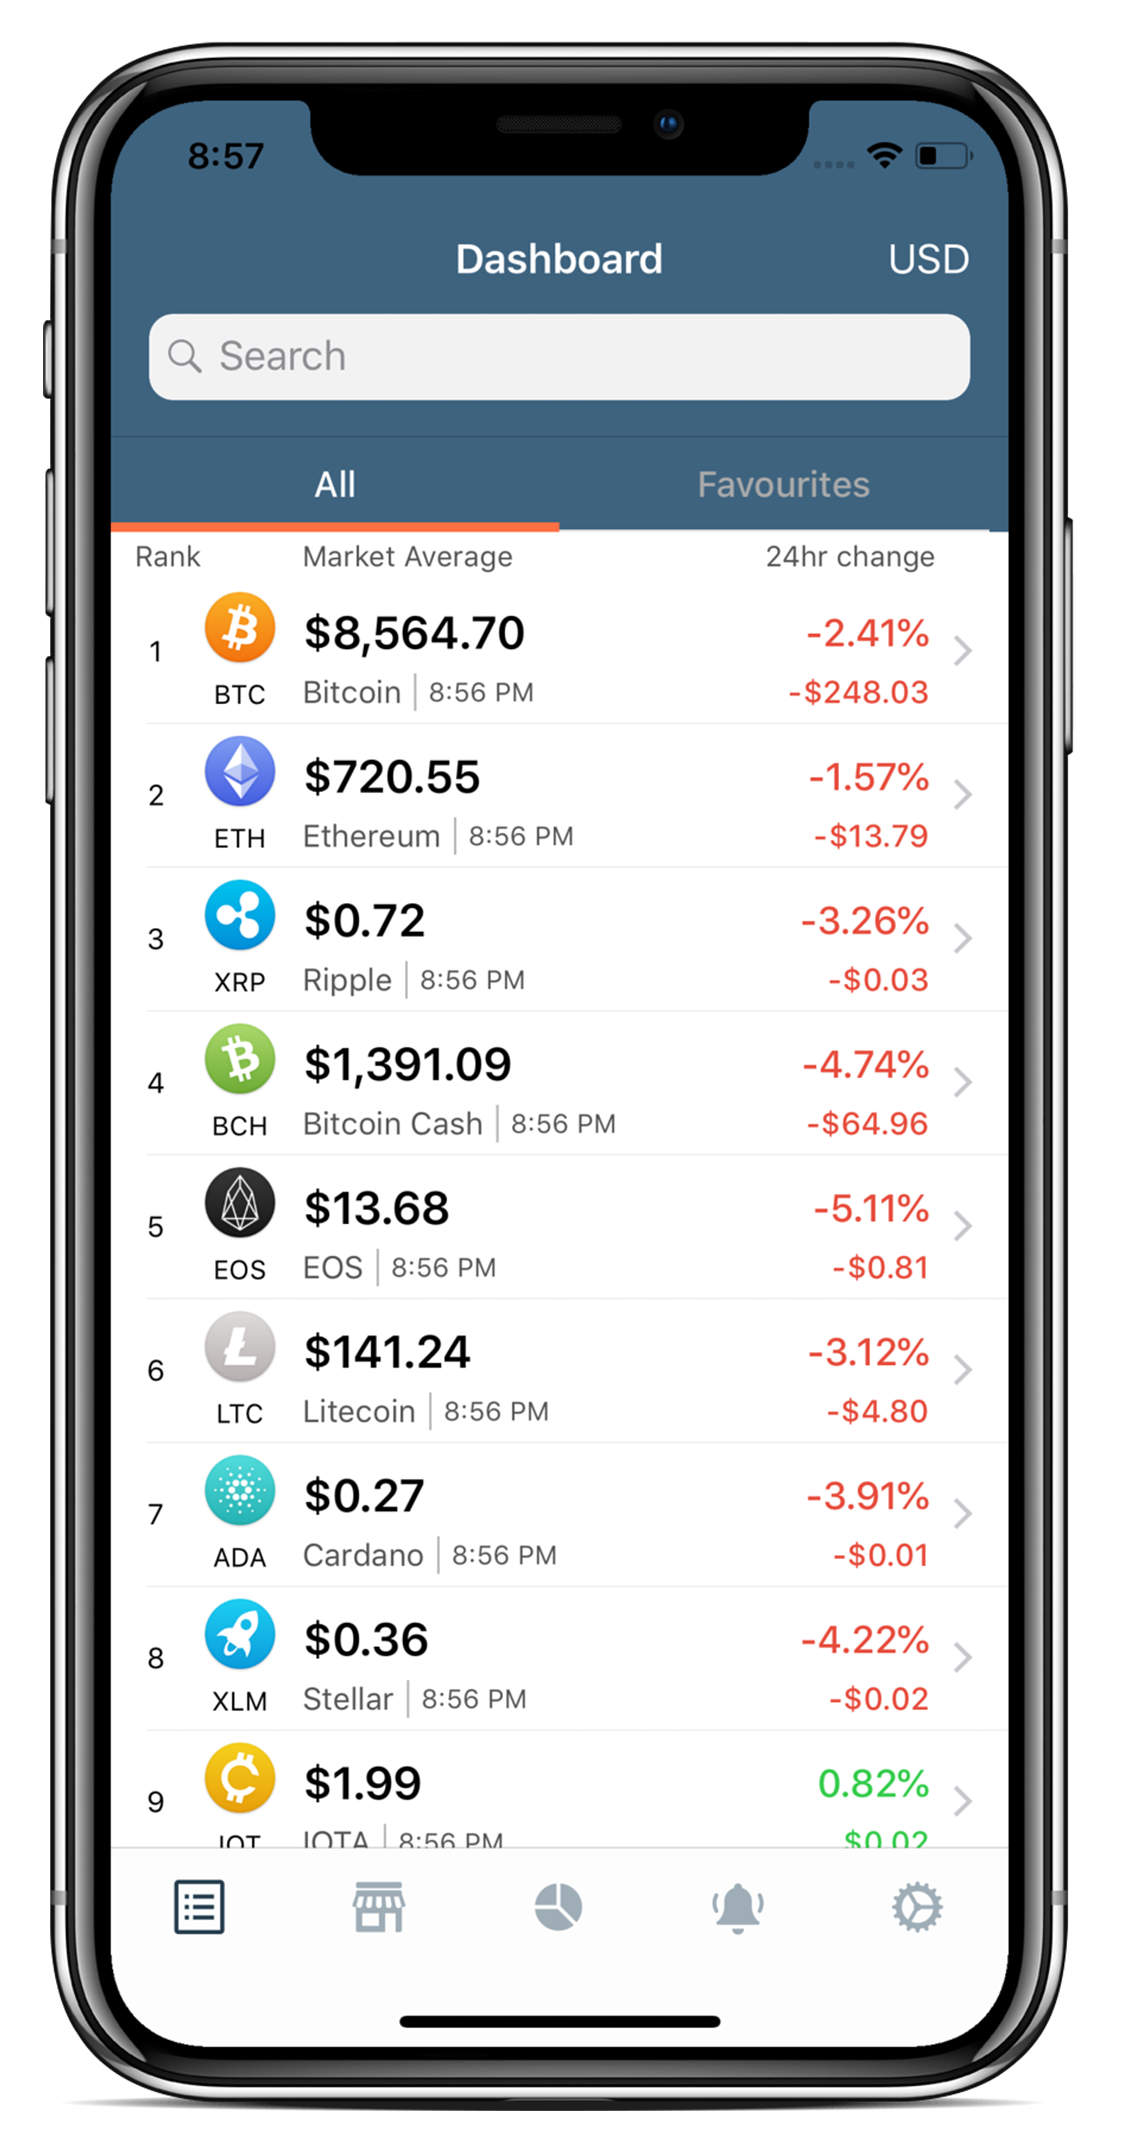 8:57
Dashboard USD
Search
All Favourites
Rank Market Average 24hr change
1 $8,564.70 -2.41%
BTC Bitcoin 8:56 PM -$248.03
2 $720.55 -1.57%
ETH Ethereum 8:56 PM -$13.79
3 $0.72 -3.26%
XRP Ripple 8:56 PM -$0.03
4 $1,391.09 -4.74%
BCH Bitcoin Cash 8:56 PM -$64.96
5 $13.68 -5.11%
EOS EOS 8:56 PM -$0.81
6 $141.24 -3.12%
LTC Litecoin 8:56 PM -$4.80
7 $0.27 -3.91%
ADA Cardano 8:56 PM -$0.01
8 $0.36 -4.22%
XLM Stellar 8:56 PM -$0.02
9 $1.99 0.82%
IOT IOTA 8:56 PM $0.02